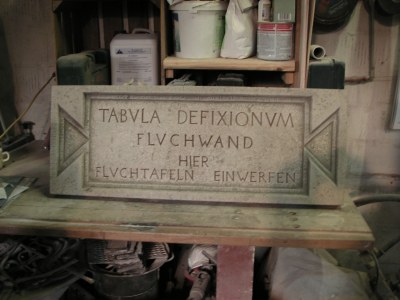 TABVLA DEFIXIONVM
FLVCHWAND
HIER
FLVCHTAFELN EINWERFEN